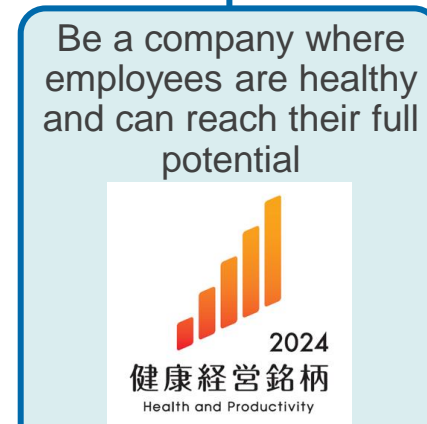 Be a company where
employees are healthy
and can reach their full
potential
2024
健康経営銘柄
Health and Productivity